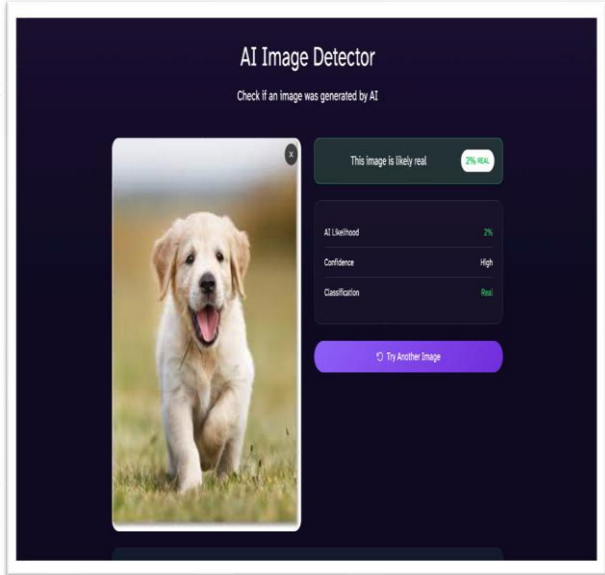 AI Image Detector
Check if an image was generated by AI
x
This image is likely real
2% REAL
AI Likelihood
2%
Confidence
High
Classification
Real
Try Another Image